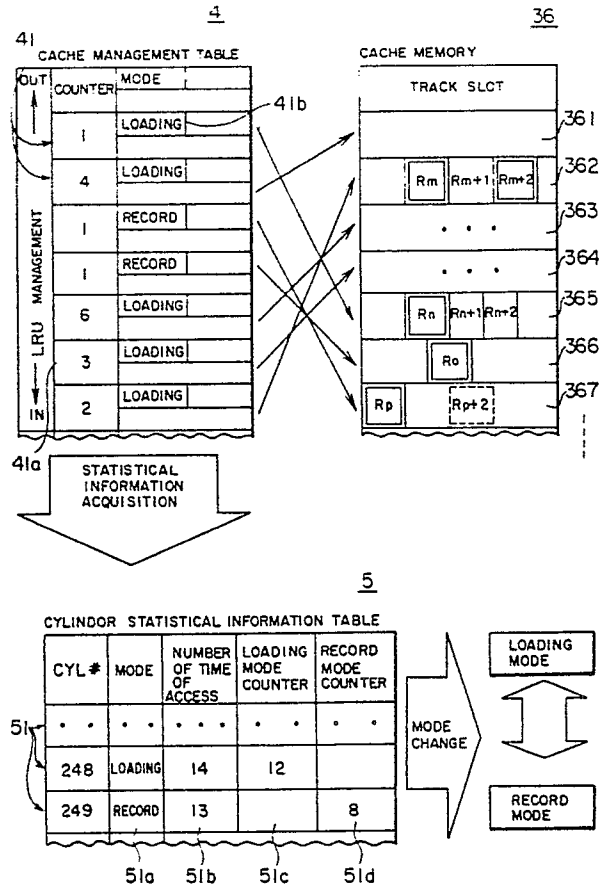 4
36
41
CACHE MANAGEMENT TABLE
CACHE MEMORY
OUT
COUNTER
MODE
TRACK SLCT
41b
1
LOADING
361
4
LOADING
Rm
Rm+1
Rm+2
362
1
RECORD
. . .
363
1
RECORD
. . .
364
6
LOADING
Rn
Rn+1
Rn+2
365
3
LOADING
Ro
366
2
LOADING
Rp
Rp+2
367
LRU MANAGEMENT
IN
41a
STATISTICAL
INFORMATION
ACQUISITION
5
CYLINDOR STATISTICAL INFORMATION TABLE
CYL #
MODE
NUMBER
OF TIME
OF
ACCESS
LOADING
MODE
COUNTER
RECORD
MODE
COUNTER
51
248
LOADING
14
12
249
RECORD
13
8
51a
51b
51c
51d
MODE
CHANGE
LOADING
MODE
RECORD
MODE